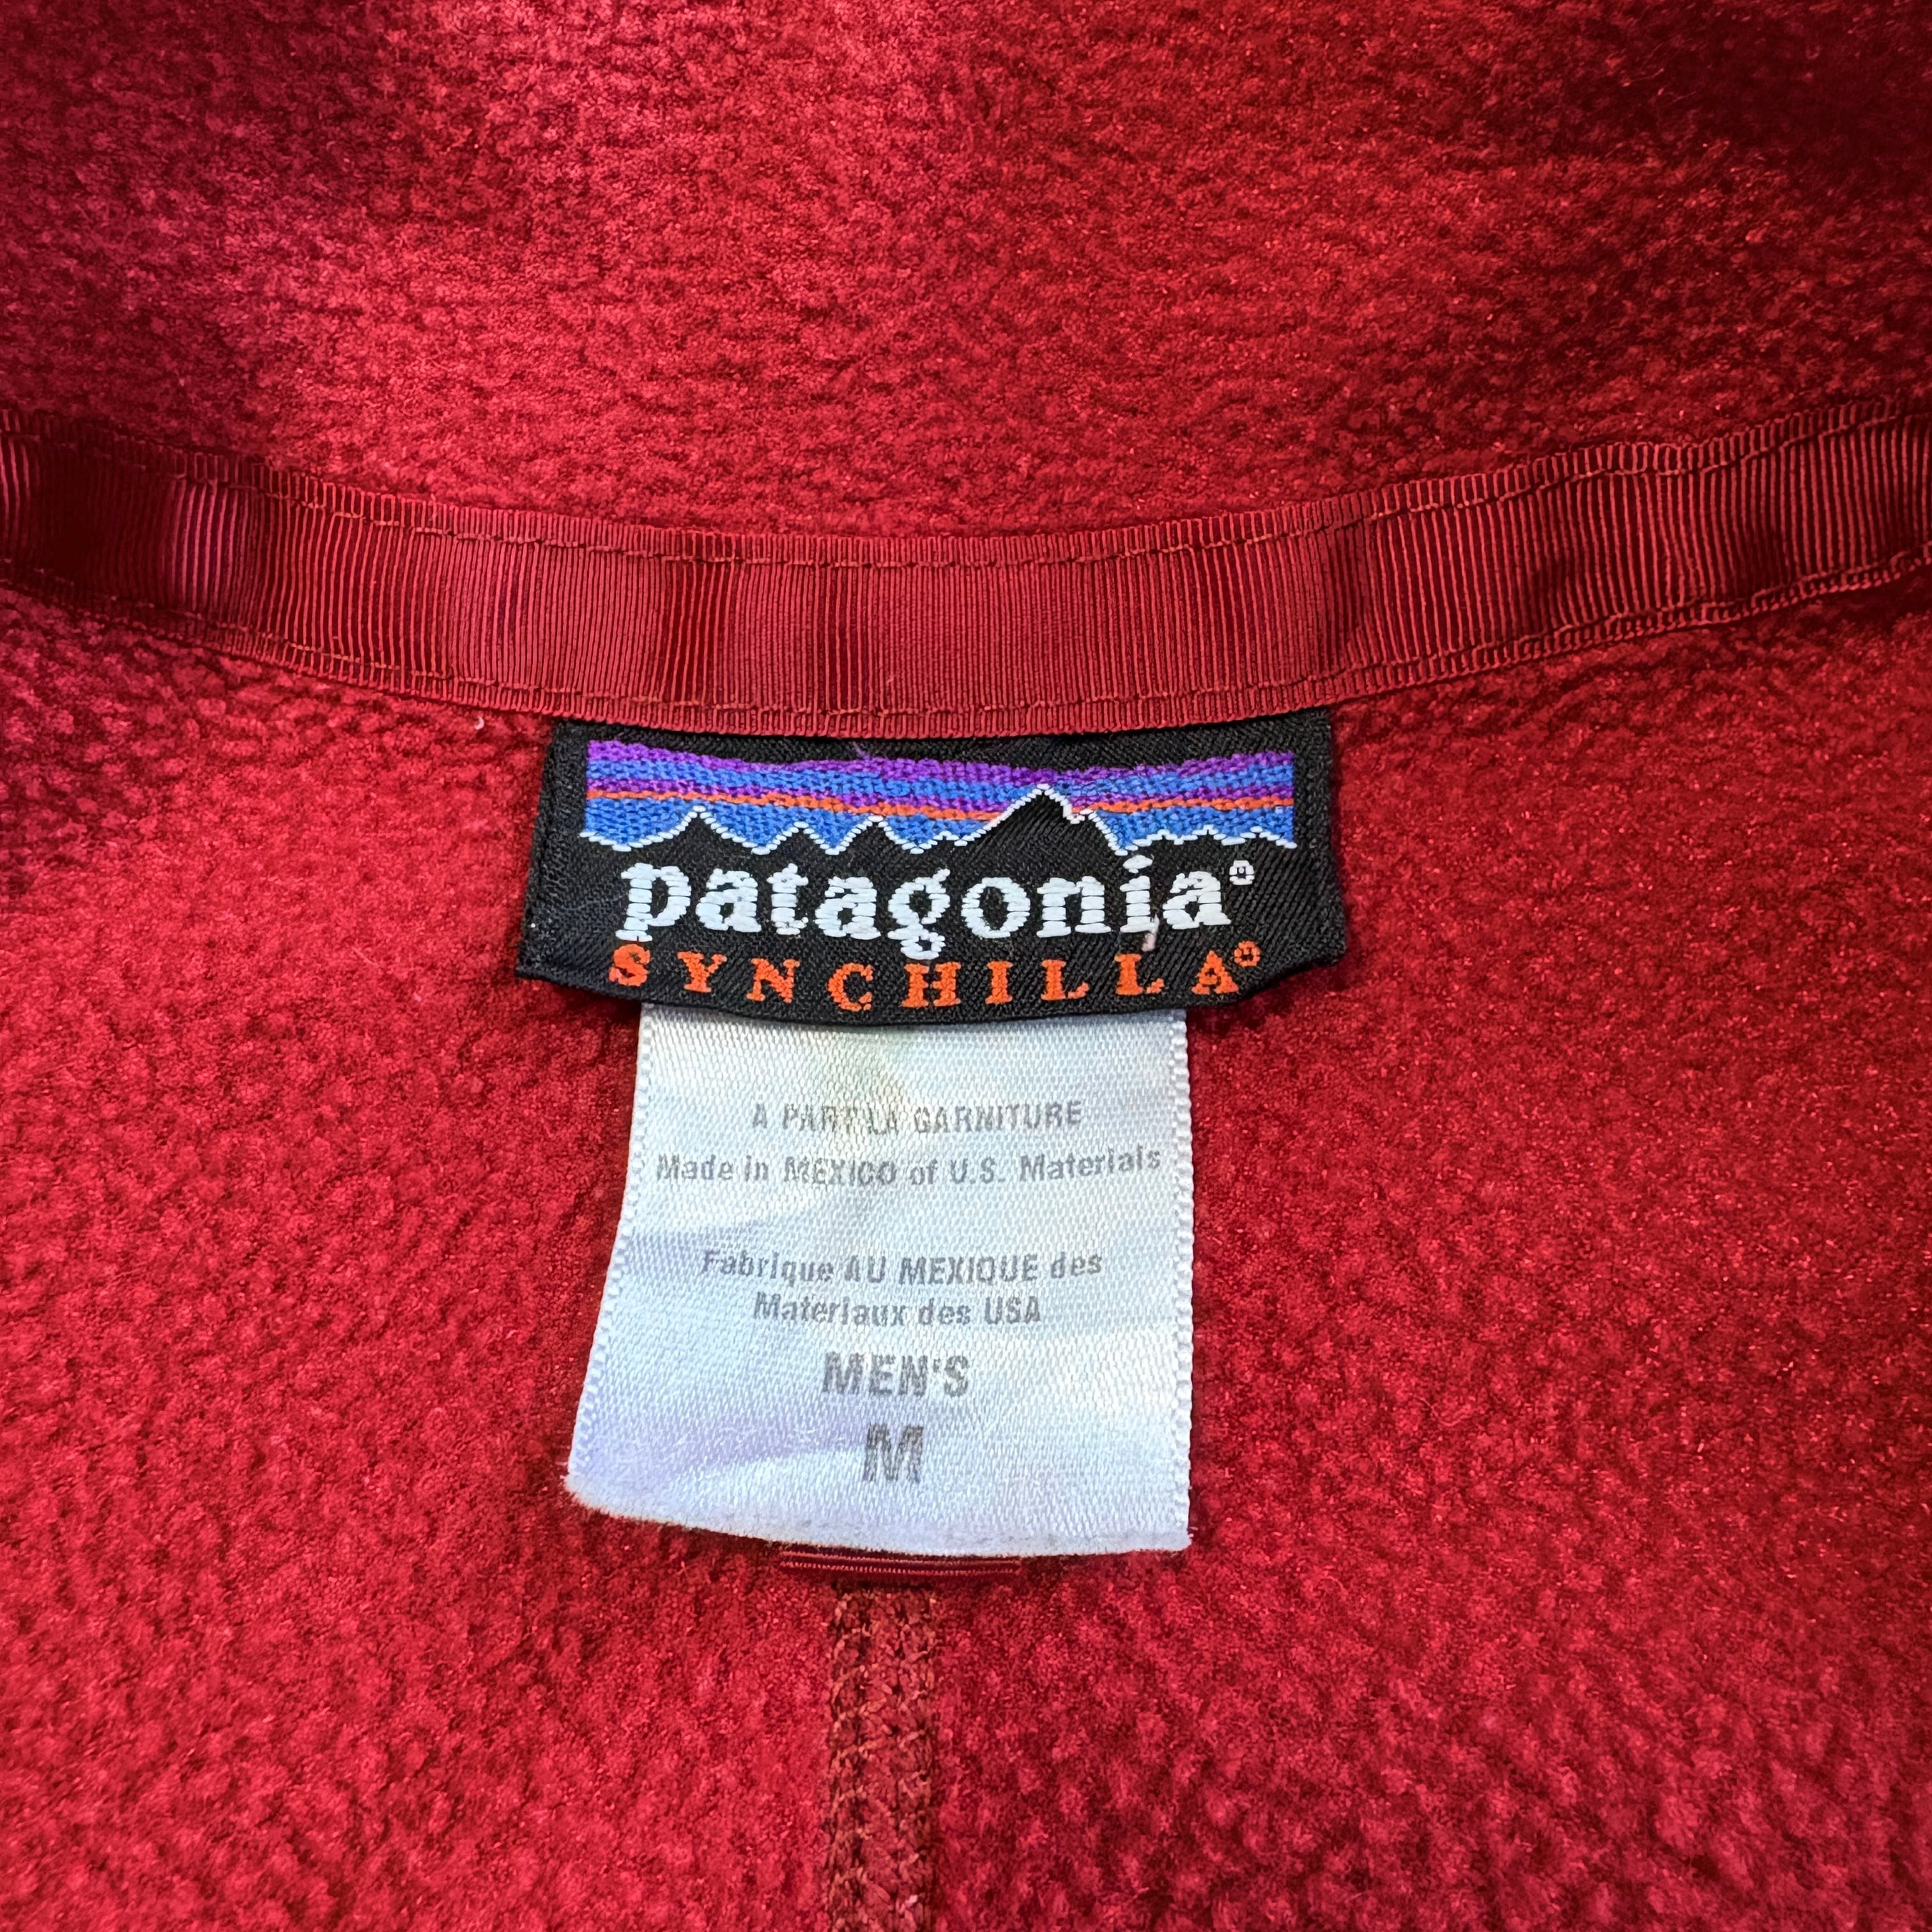 patagonia®
SYNCHILLA®
A PART LA GARNITURE
Made in MEXICO of U.S. Materials
Fabrique AU MEXIQUE des
Materiaux des USA
MEN'S
M